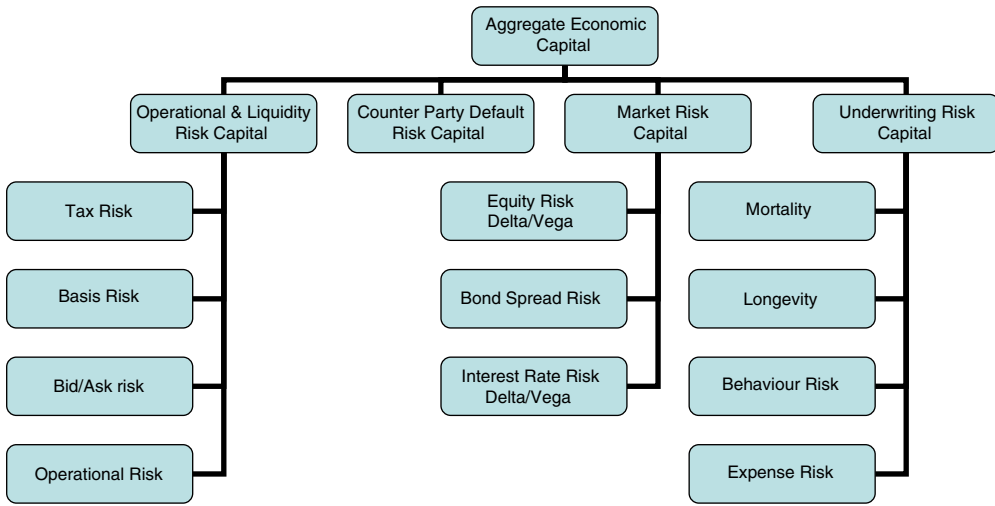 Aggregate Economic
Capital
Operational & Liquidity
Risk Capital
Counter Party Default
Risk Capital
Market Risk
Capital
Underwriting Risk
Capital
Tax Risk
Basis Risk
Bid/Ask risk
Operational Risk
Equity Risk
Delta/Vega
Bond Spread Risk
Interest Rate Risk
Delta/Vega
Mortality
Longevity
Behaviour Risk
Expense Risk